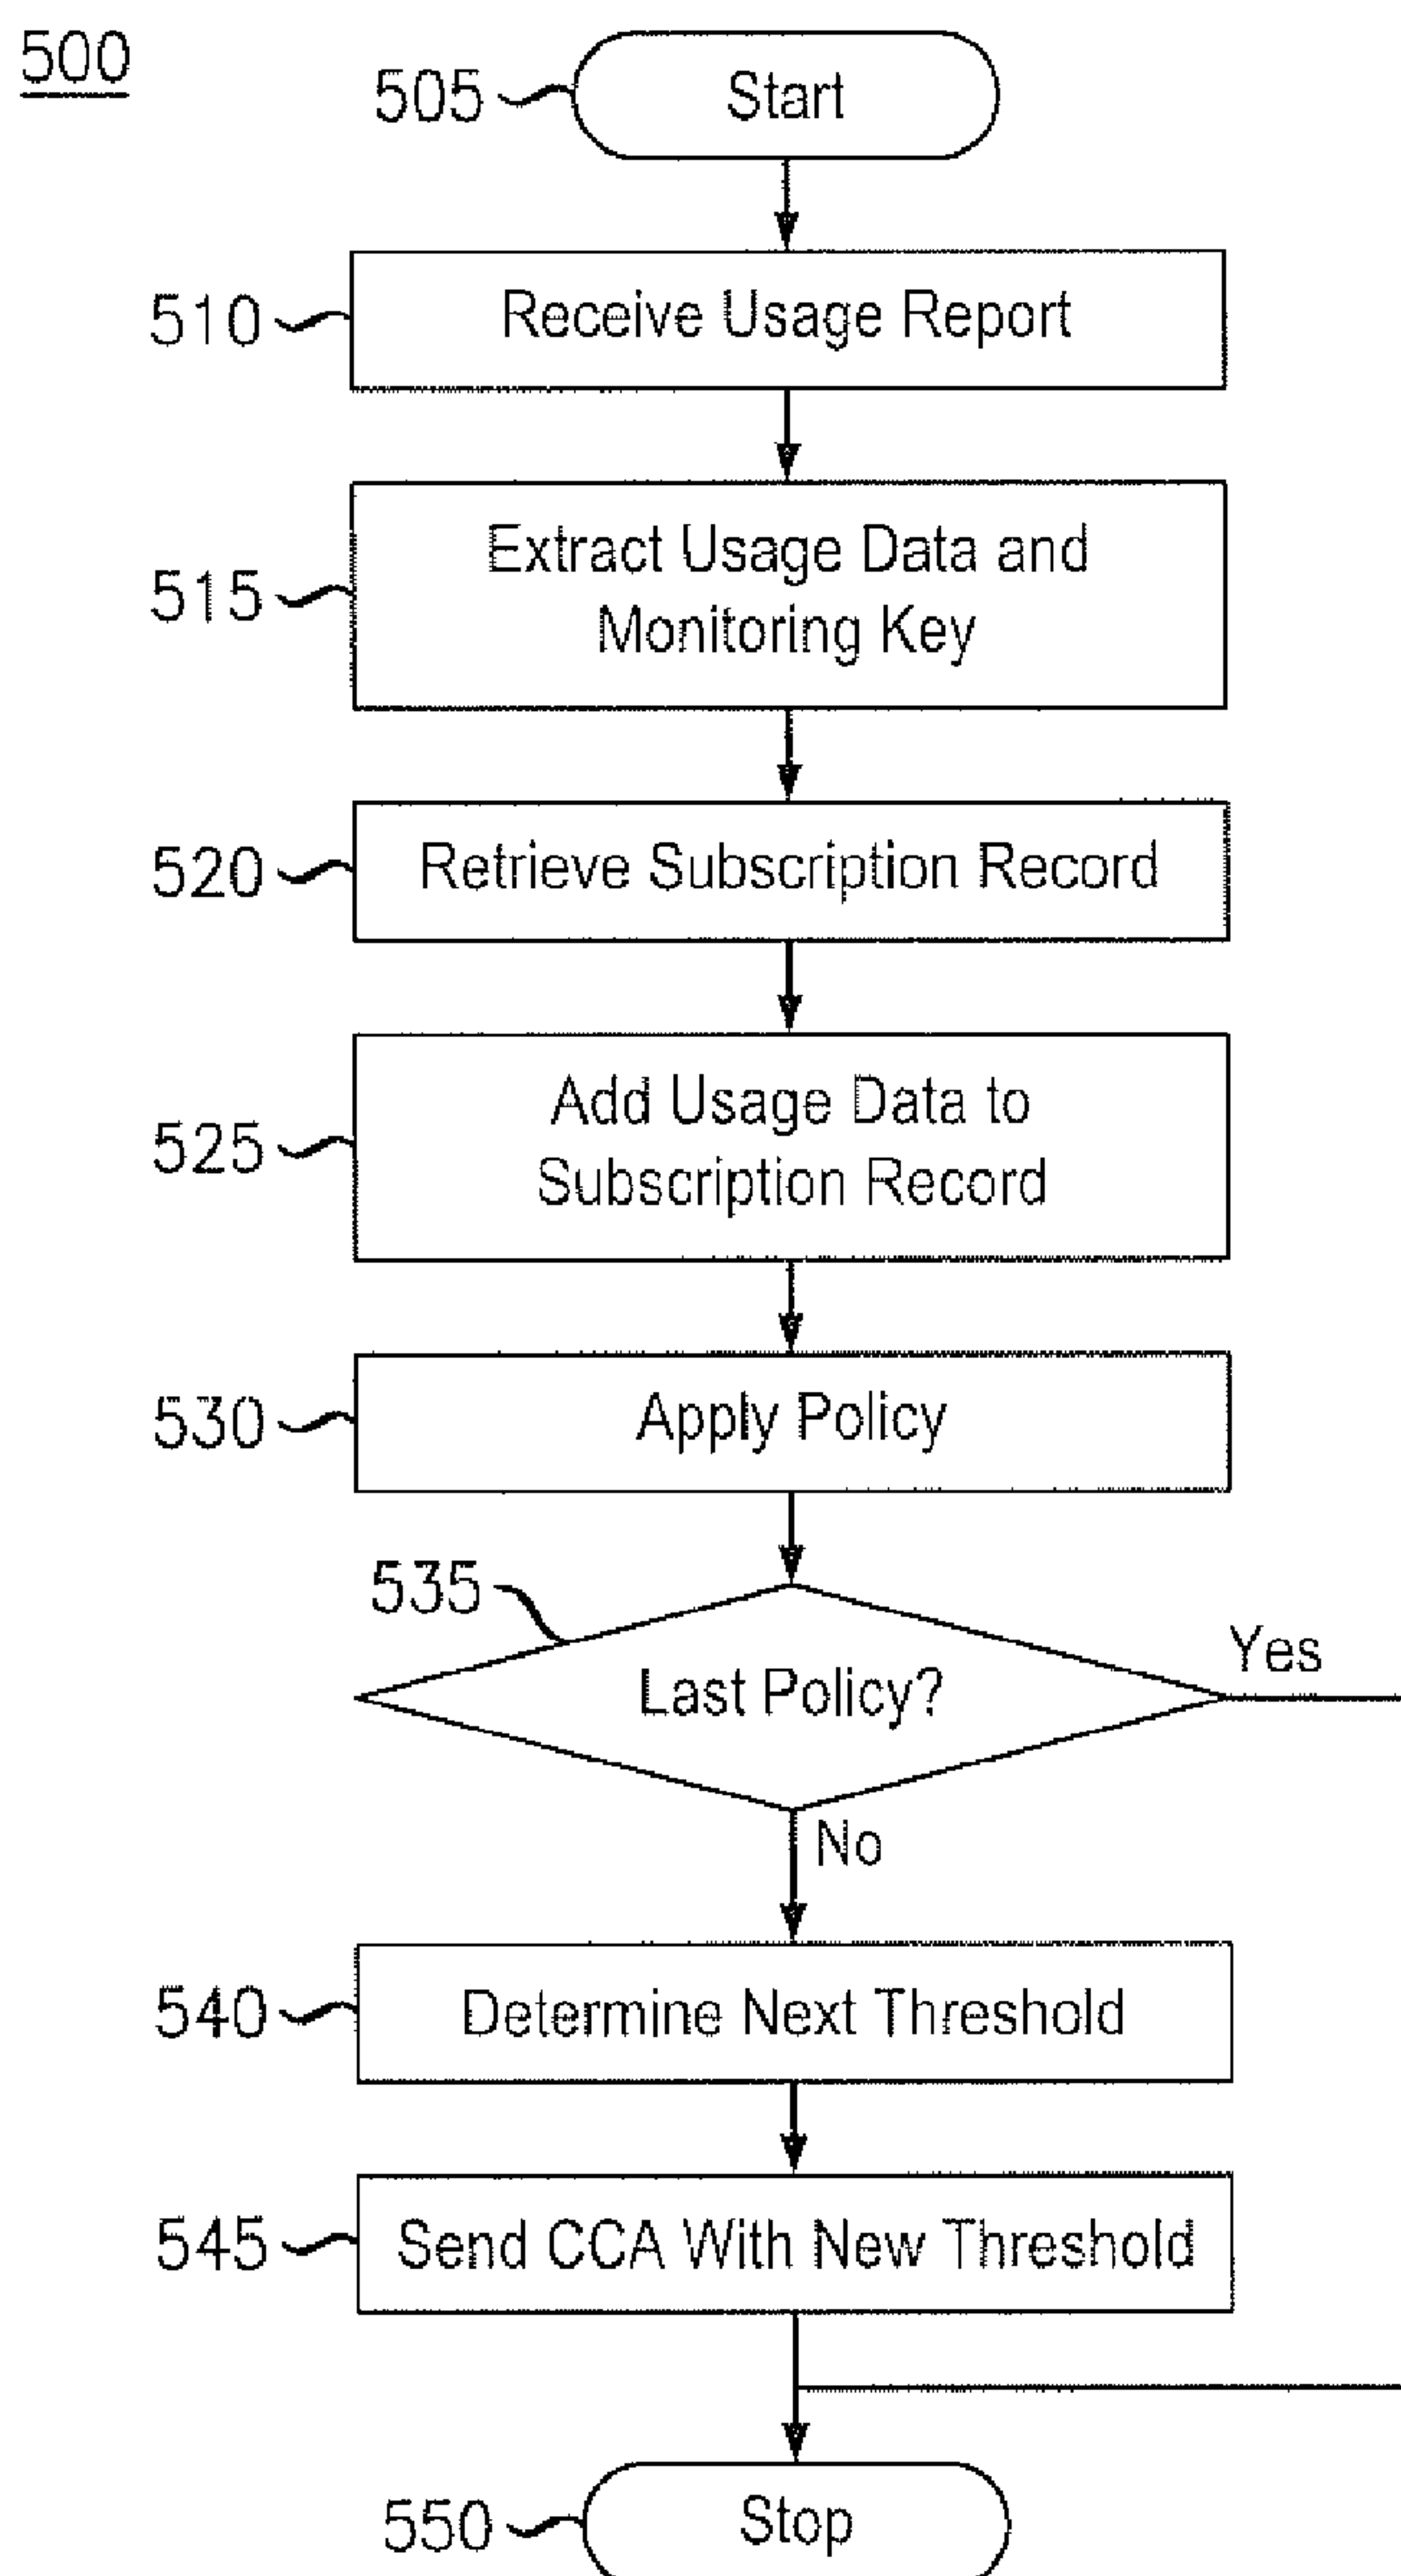 500
505
Start
510
Receive Usage Report
515
Extract Usage Data and
Monitoring Key
520
Retrieve Subscription Record
525
Add Usage Data to
Subscription Record
530
Apply Policy
535
Last Policy?
Yes
No
540
Determine Next Threshold
545
Send CCA With New Threshold
550
Stop